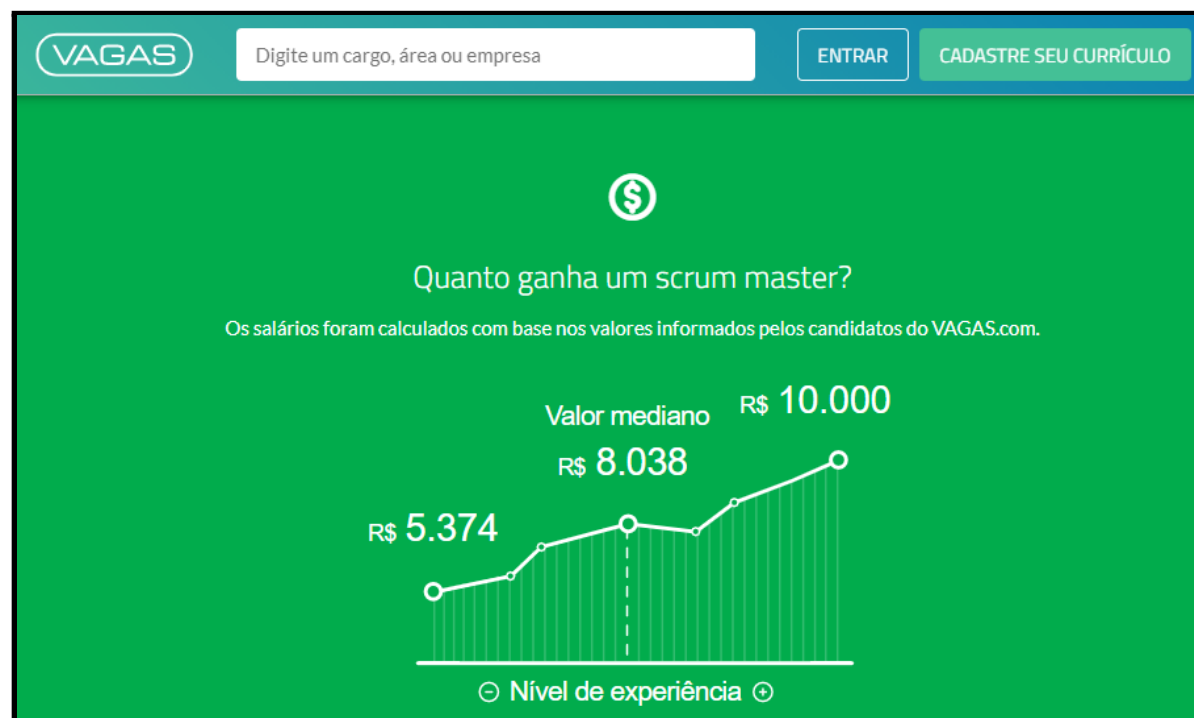 VAGAS
Digite um cargo, área ou empresa
ENTRAR
CADASTRE SEU CURRÍCULO
Quanto ganha um scrum master?
Os salários foram calculados com base nos valores informados pelos candidatos do VAGAS.com.
R$ 5.374
Valor mediano
R$ 8.038
R$ 10.000
Nível de experiência